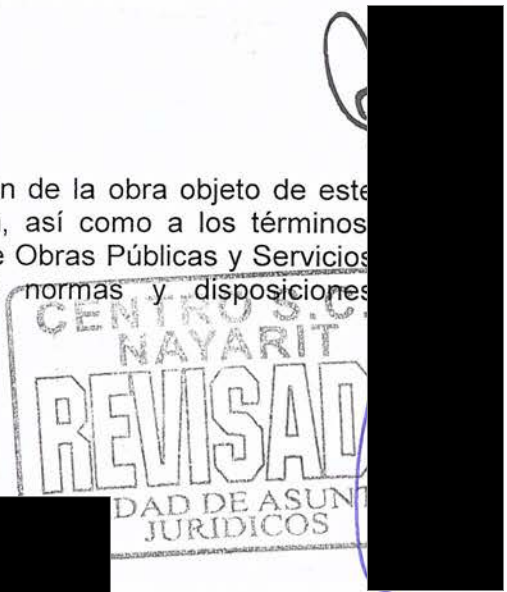 n de la obra objeto de este
, así como a los términos
e Obras Públicas y Servicios
normas y disposiciones
CENTRO S.C.
NAYARIT
REVISAD
DAD DE ASUNT
JURIDICOS